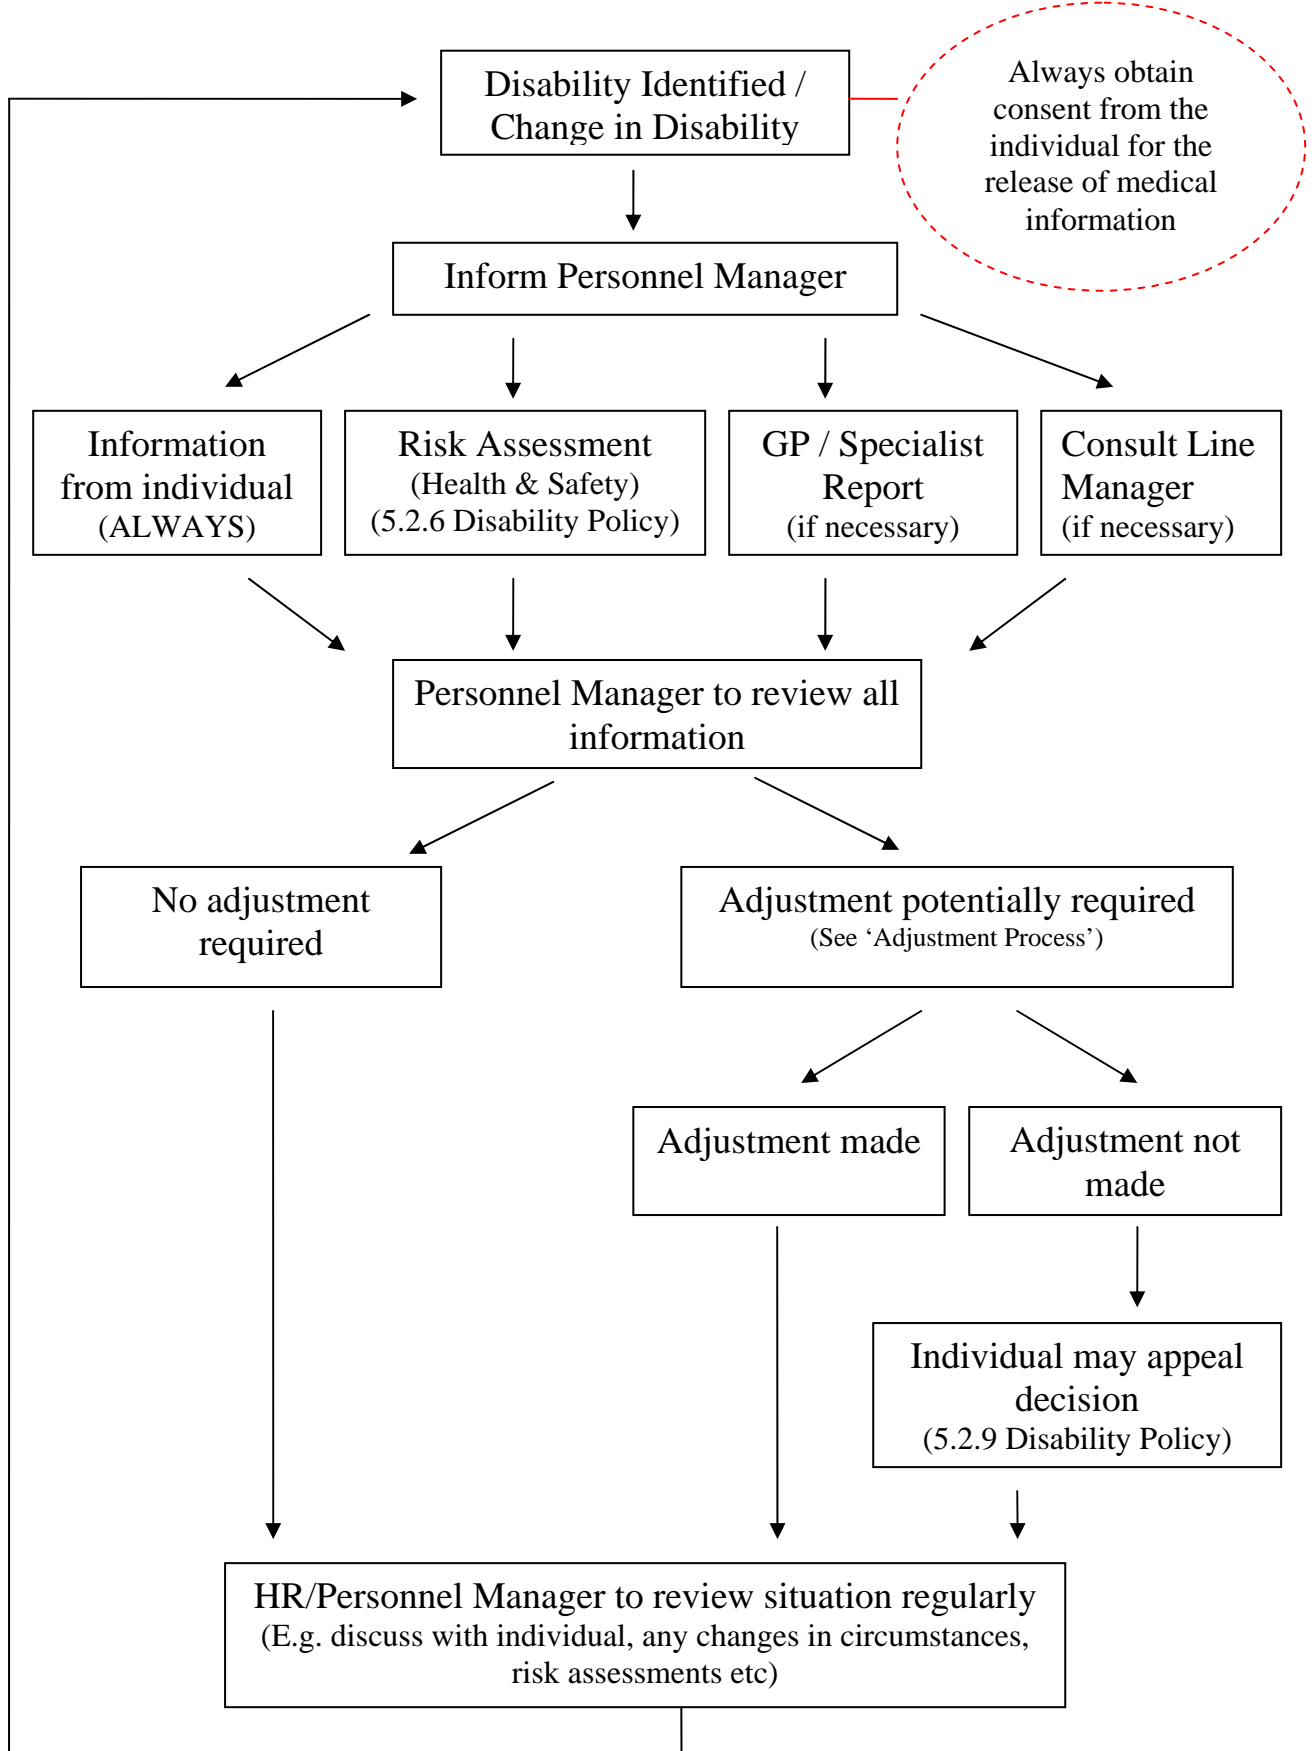 Disability Identified /
Change in Disability
Always obtain
consent from the
individual for the
release of medical
information
Inform Personnel Manager
Information
from individual
(ALWAYS)
Risk Assessment
(Health & Safety)
(5.2.6 Disability Policy)
GP / Specialist
Report
(if necessary)
Consult Line
Manager
(if necessary)
Personnel Manager to review all
information
No adjustment
required
Adjustment potentially required
(See ‘Adjustment Process’)
Adjustment made
Adjustment not
made
Individual may appeal
decision
(5.2.9 Disability Policy)
HR/Personnel Manager to review situation regularly
(E.g. discuss with individual, any changes in circumstances,
risk assessments etc)